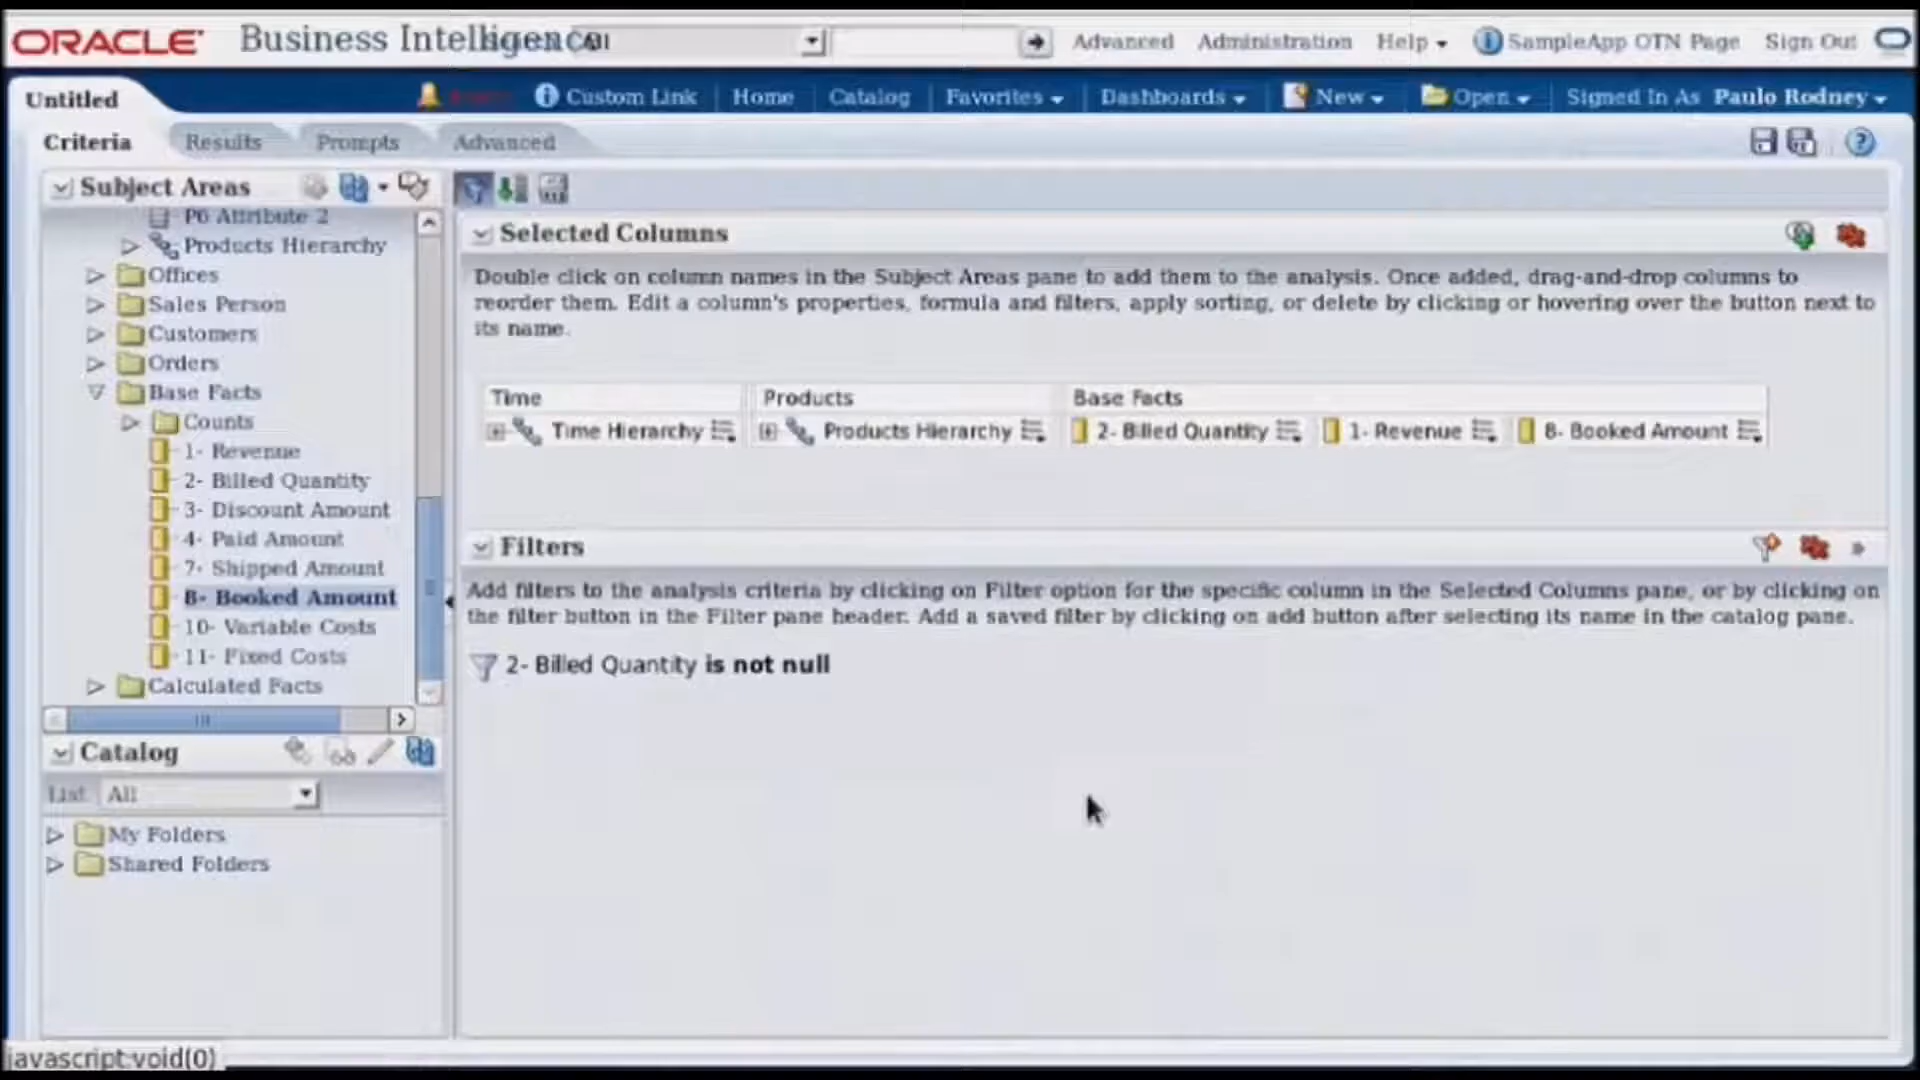 ORACLE Business Intelligence All
Advanced Administration Help SampleApp OTN Page Sign Out
Untitled
Custom Link Home Catalog Favorites Dashboards New Open Signed In As Paulo Rodney
Criteria Results Prompts Advanced
Subject Areas
P6 Attribute 2
Products Hierarchy
Offices
Sales Person
Customers
Orders
Base Facts
Counts
1- Revenue
2- Billed Quantity
3- Discount Amount
4- Paid Amount
7- Shipped Amount
8- Booked Amount
10- Variable Costs
11- Fixed Costs
Calculated Facts
Catalog
List All
My Folders
Shared Folders
Selected Columns
Double click on column names in the Subject Areas pane to add them to the analysis. Once added, drag-and-drop columns to
reorder them. Edit a column's properties, formula and filters, apply sorting, or delete by clicking or hovering over the button next to
its name.
Time Products Base Facts
Time Hierarchy Products Hierarchy 2- Billed Quantity 1- Revenue 8- Booked Amount
Filters
Add filters to the analysis criteria by clicking on Filter option for the specific column in the Selected Columns pane, or by clicking on
the filter button in the Filter pane header. Add a saved filter by clicking on add button after selecting its name in the catalog pane.
2- Billed Quantity is not null
javascript:void(0)